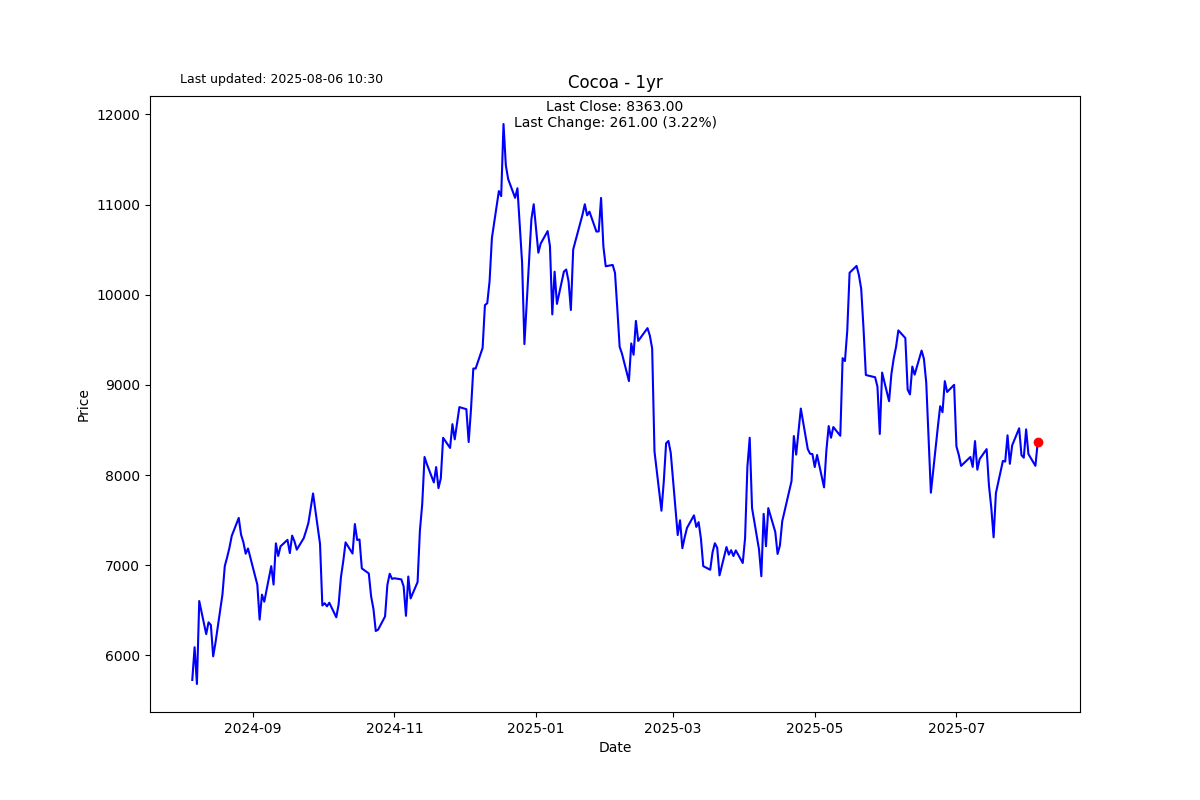 Last updated: 2025-08-06 10:30
Cocoa - 1yr
Last Close: 8363.00
Last Change: 261.00 (3.22%)
12000
11000
10000
9000
8000
7000
6000
Price
2024-09 2024-11 2025-01 2025-03 2025-05 2025-07
Date